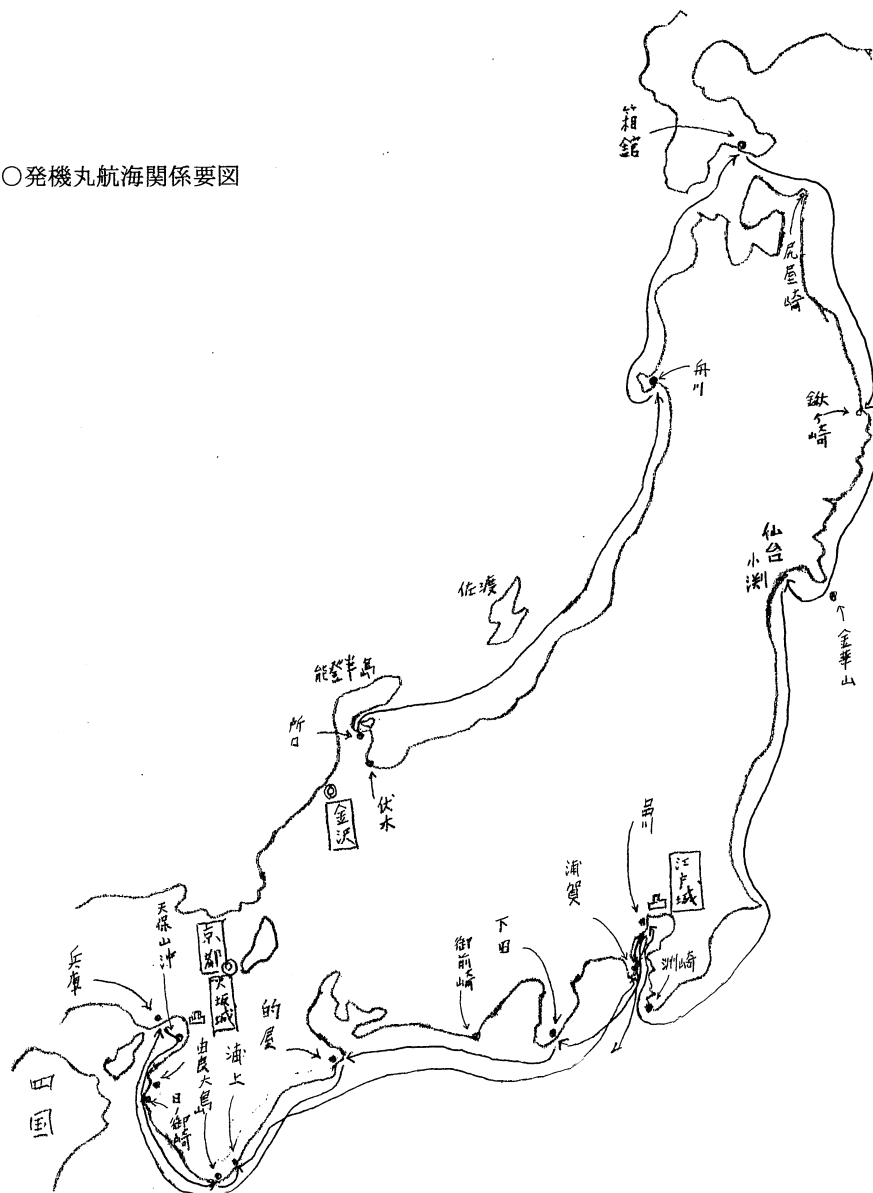 ○発機丸航海関係要図
箱館
尻屋崎
舟川
鍬ヶ崎
仙台
小渕
金華山
佐渡
能登半島
所口
伏木
金沢
品川
江戸城
浦賀
洲崎
下田
御前崎
天保山沖
京都
兵庫
大坂城
的屋
浦上
大島
由良
日ノ御崎
四国